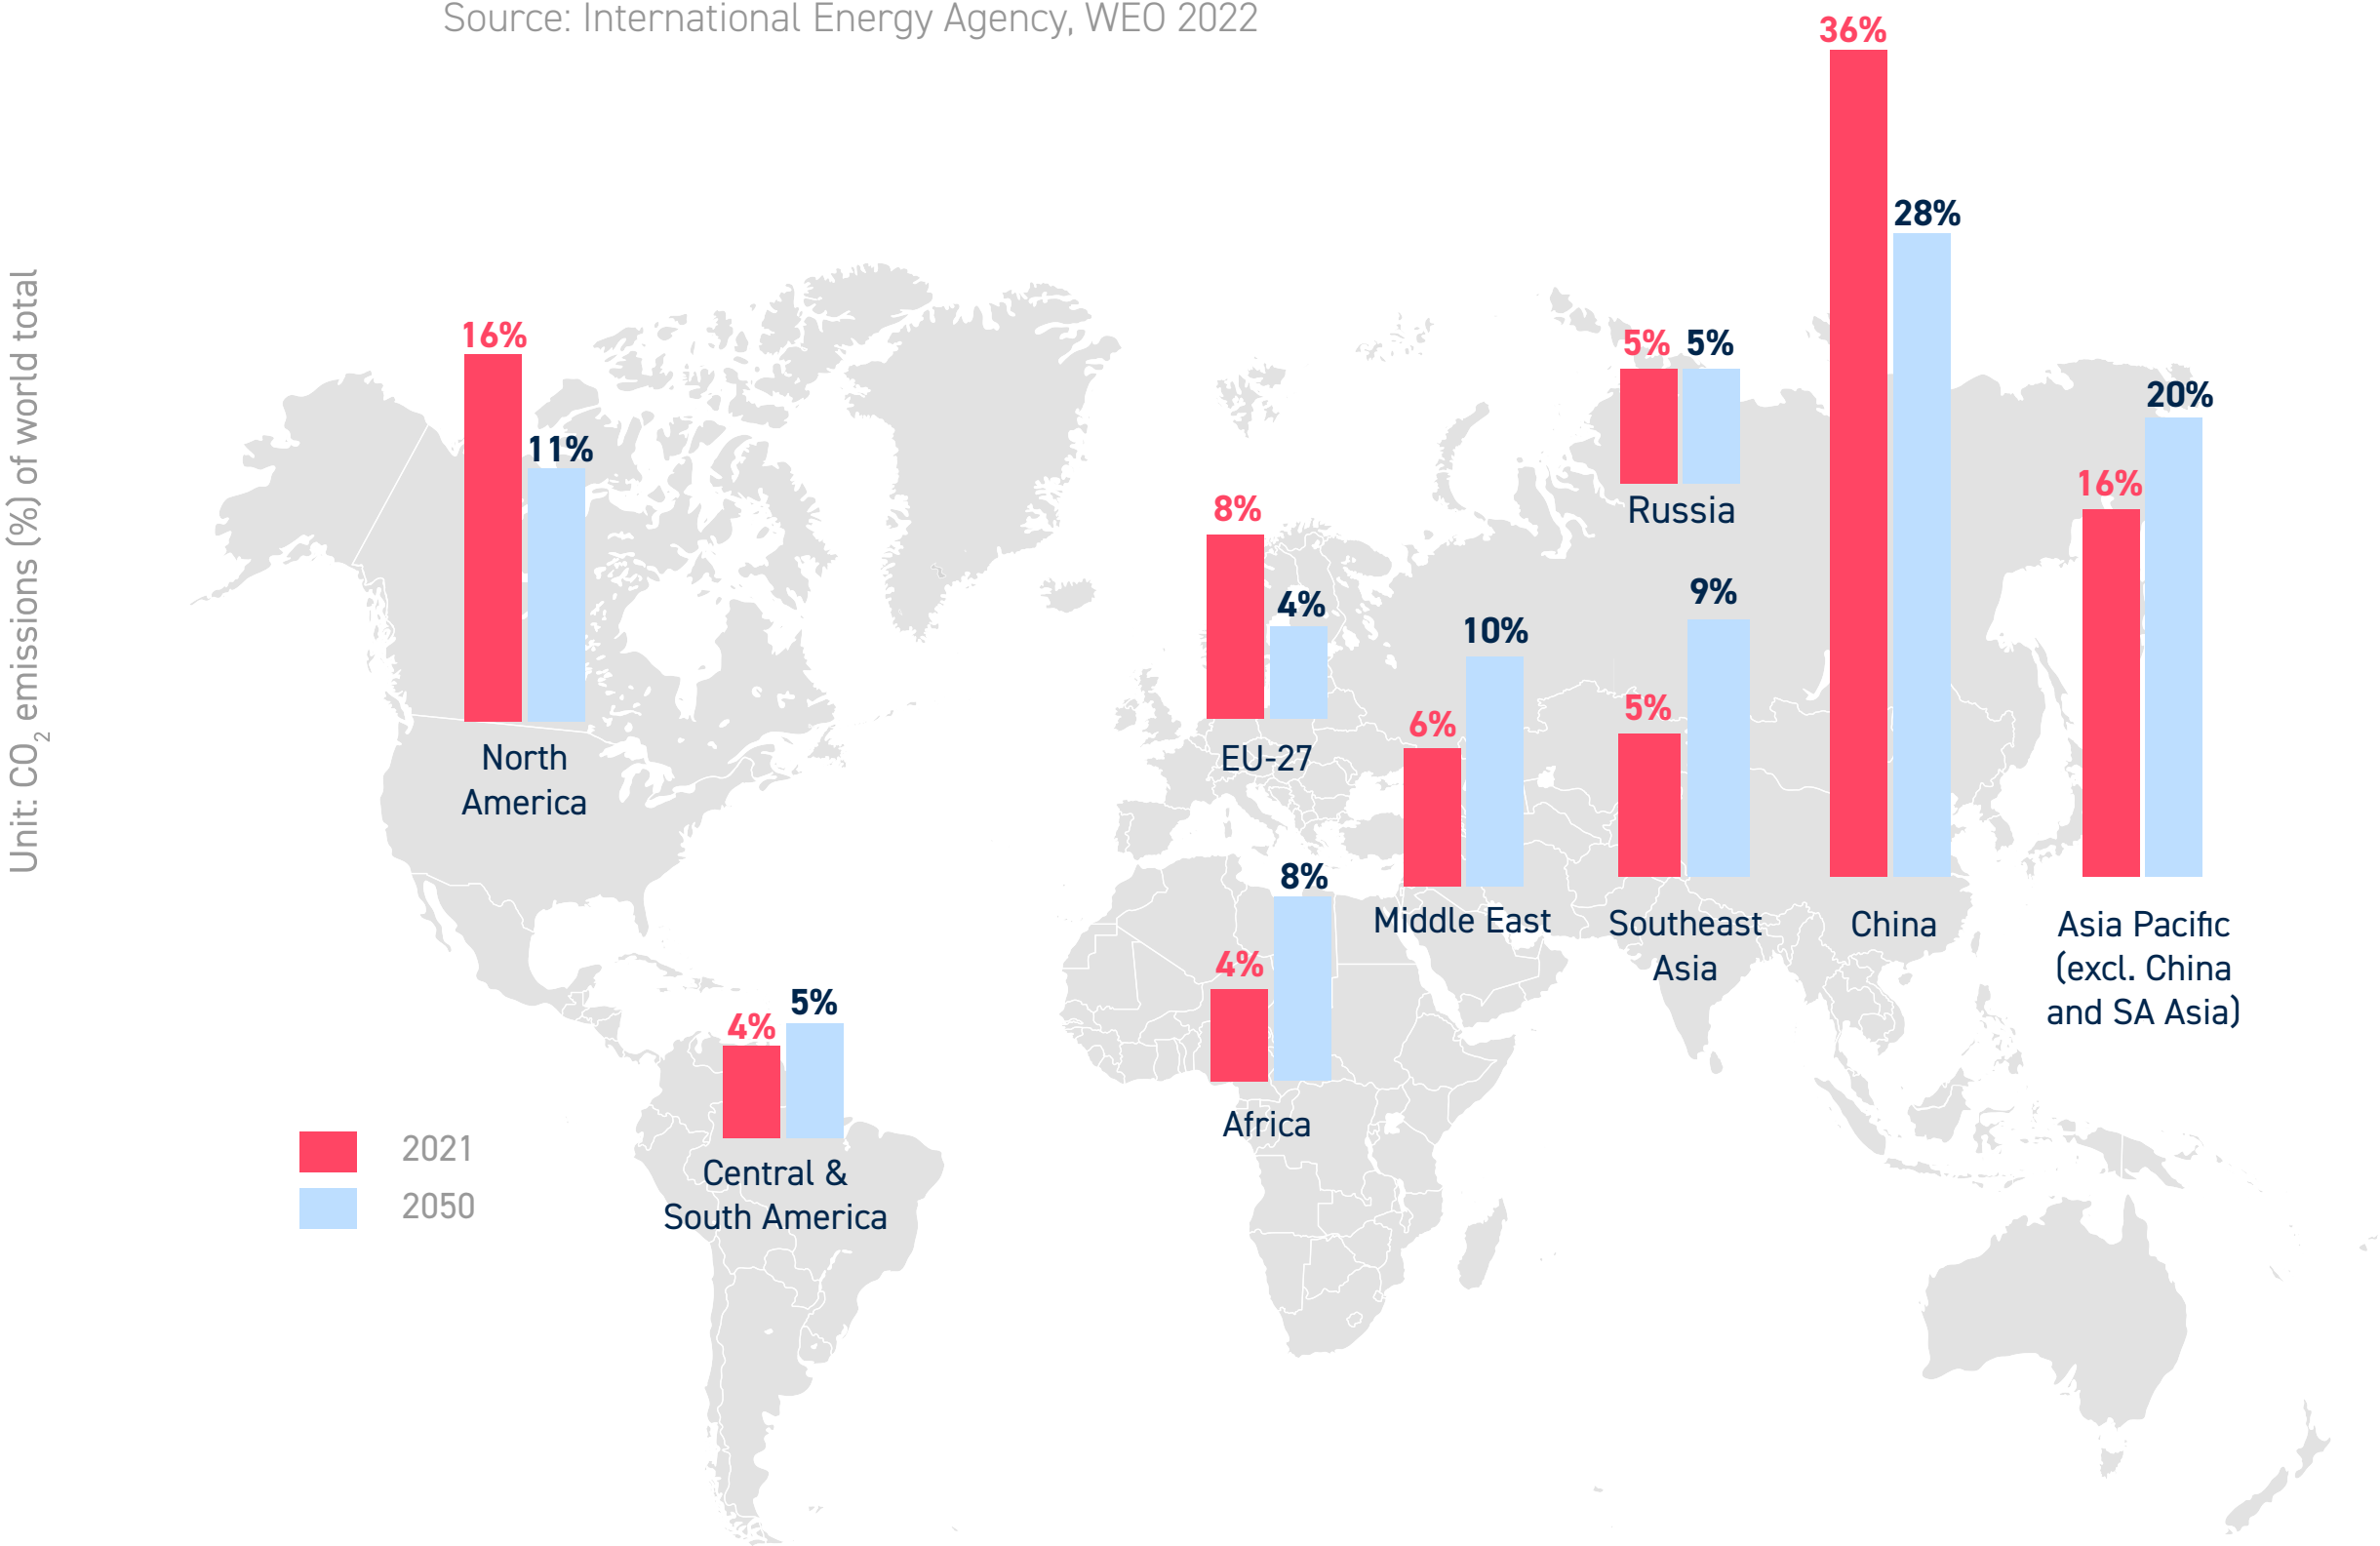 Source: International Energy Agency, WEO 2022
Unit: CO2 emissions (%) of world total
36%
28%
16%
11%
5% 5%
Russia
20%
16%
8%
4%
North
America
EU-27
10%
6%
Middle East
9%
5%
Southeast
Asia
China
Asia Pacific
(excl. China
and SA Asia)
8%
4%
Africa
5%
4%
Central &
South America
2021
2050